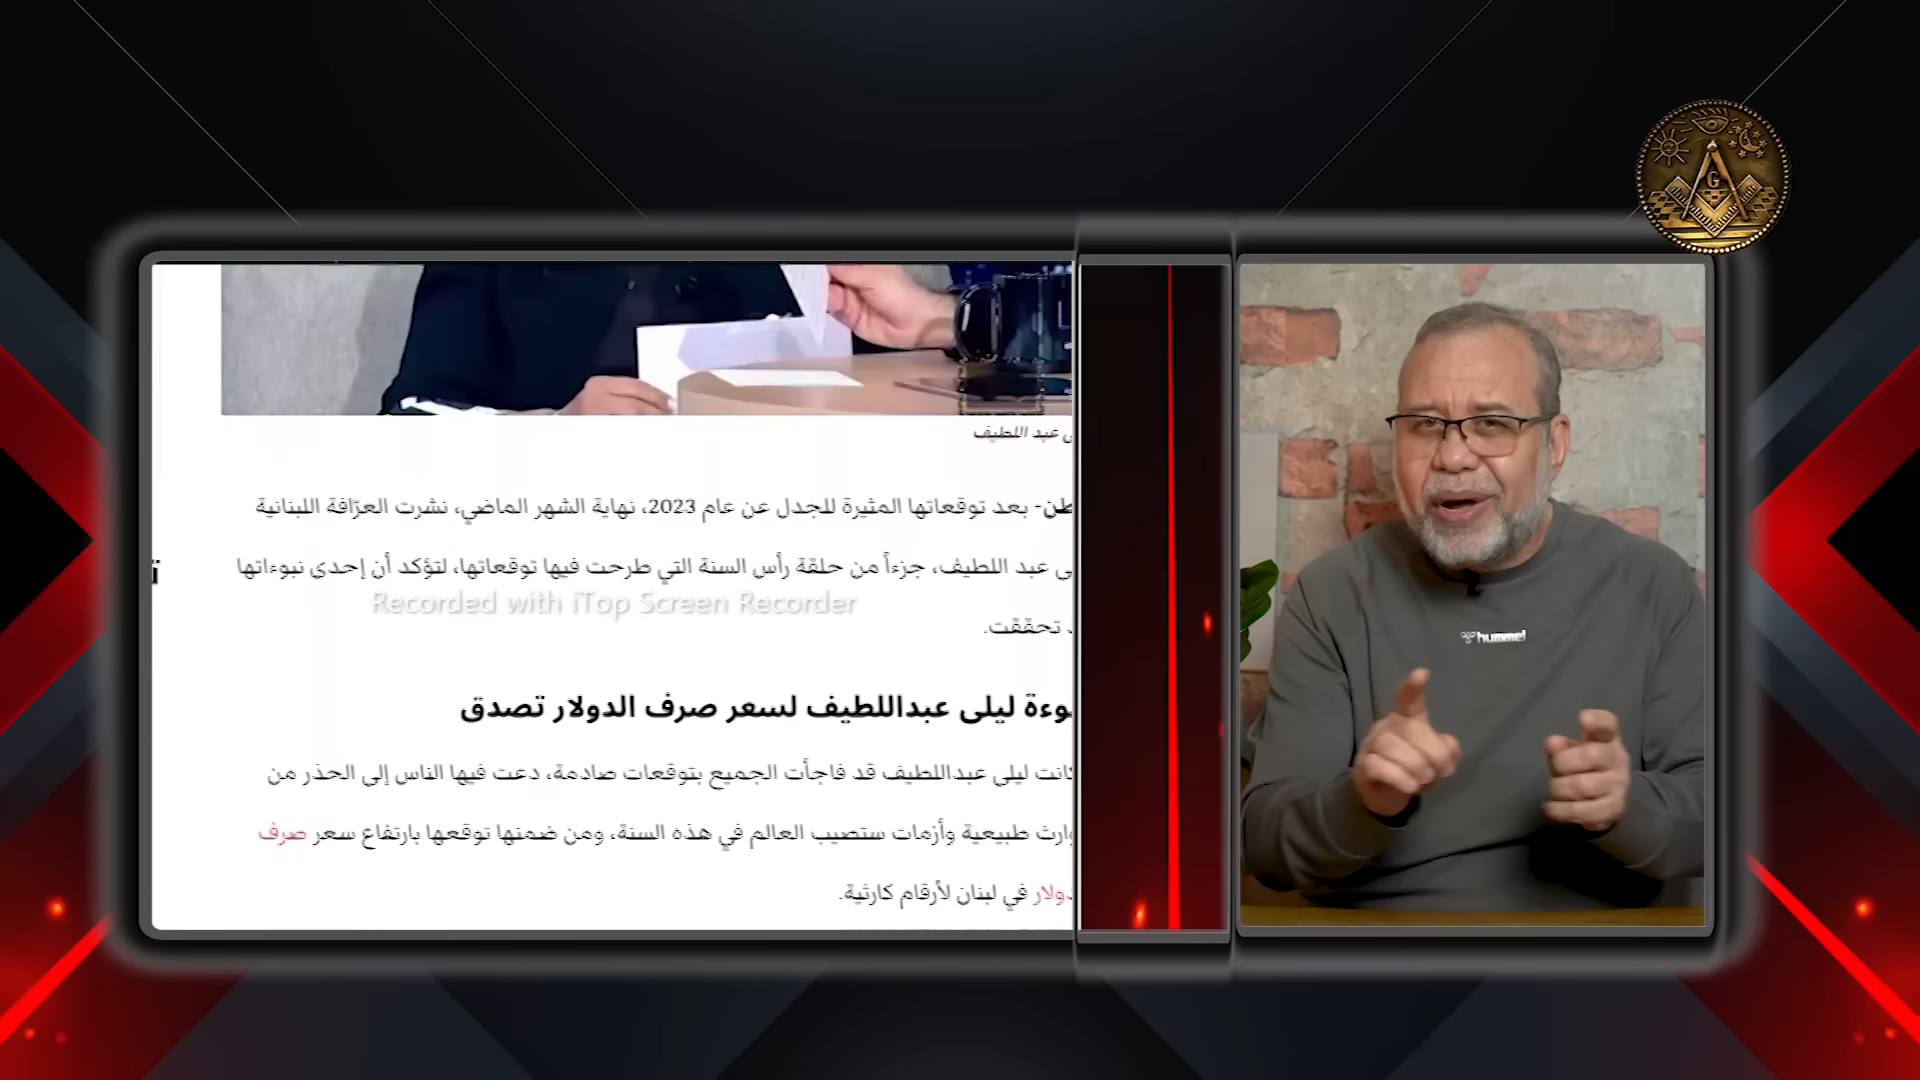 عبد اللطيف
بعد توقعاتها المثيرة للجدل عن عام 2023، نهاية الشهر الماضي، نشرت العرّافة اللبنانية
عبد اللطيف، جزءاً من حلقة رأس السنة التي طرحت فيها توقعاتها، لتؤكد أن إحدى نبوءاتها
Recorded with iTop Screen Recorder
تحققت.
ليلى عبداللطيف لسعر صرف الدولار تصدق
كانت ليلى عبداللطيف قد فاجأت الجميع بتوقعات صادمة، دعت فيها الناس إلى الحذر من
طبيعية وأزمات ستصيب العالم في هذه السنة، ومن ضمنها توقعها بارتفاع سعر صرف
في لبنان لأرقام كارثية.
hummel
G